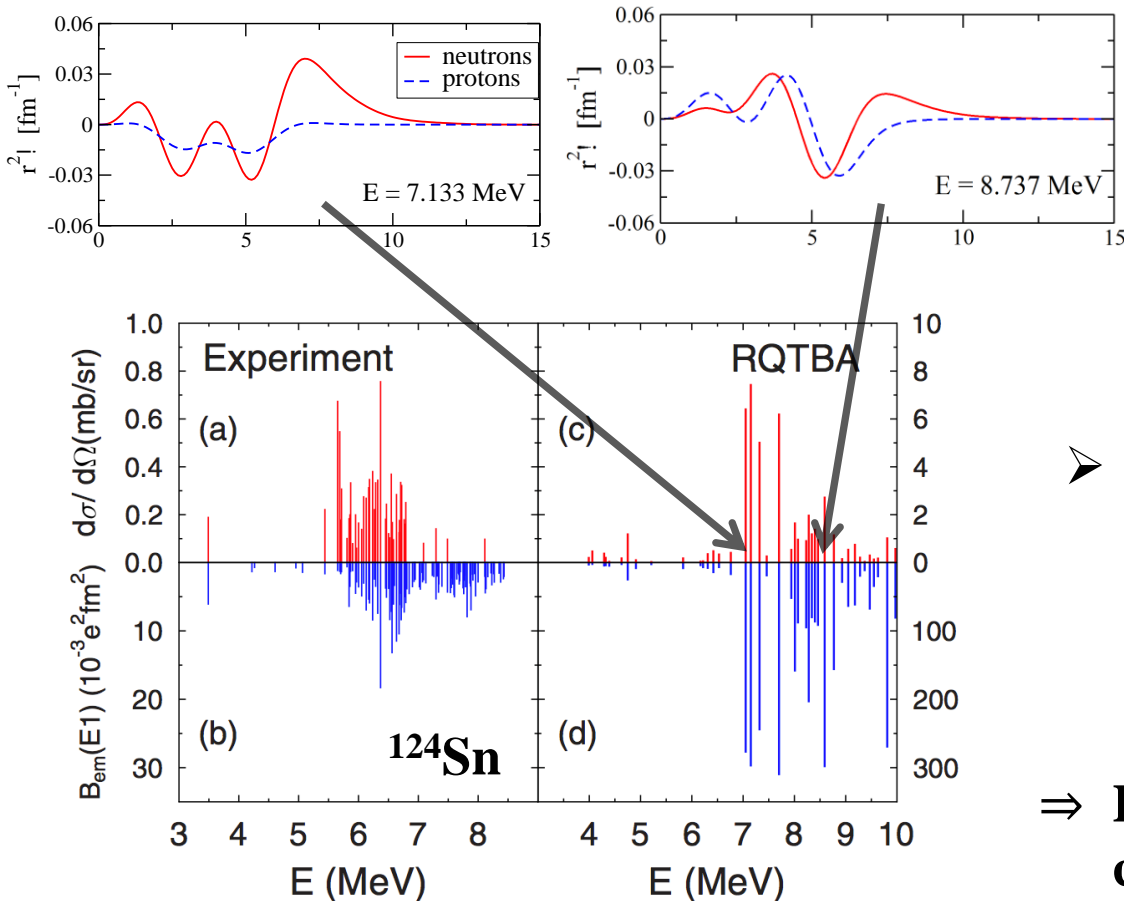 0.06
0.03
0
-0.03
-0.06
r²! [fm⁻¹]
neutrons
protons
E = 7.133 MeV
0 5 10 15
0.06
0.03
0
-0.03
-0.06
r²! [fm⁻¹]
E = 8.737 MeV
0 5 10 15
1.0
0.8
0.6
0.4
0.2
0.0
10
20
30
dσ/ dΩ(mb/sr)
B_em(E1) (10⁻³e²fm²)
Experiment
(a)
(b)
¹²⁴Sn
RQTBA
(c)
(d)
10
8
6
4
2
0
100
200
300
3 4 5 6 7 8
4 5 6 7 8 9 10
E (MeV)
E (MeV)
➢
⇒